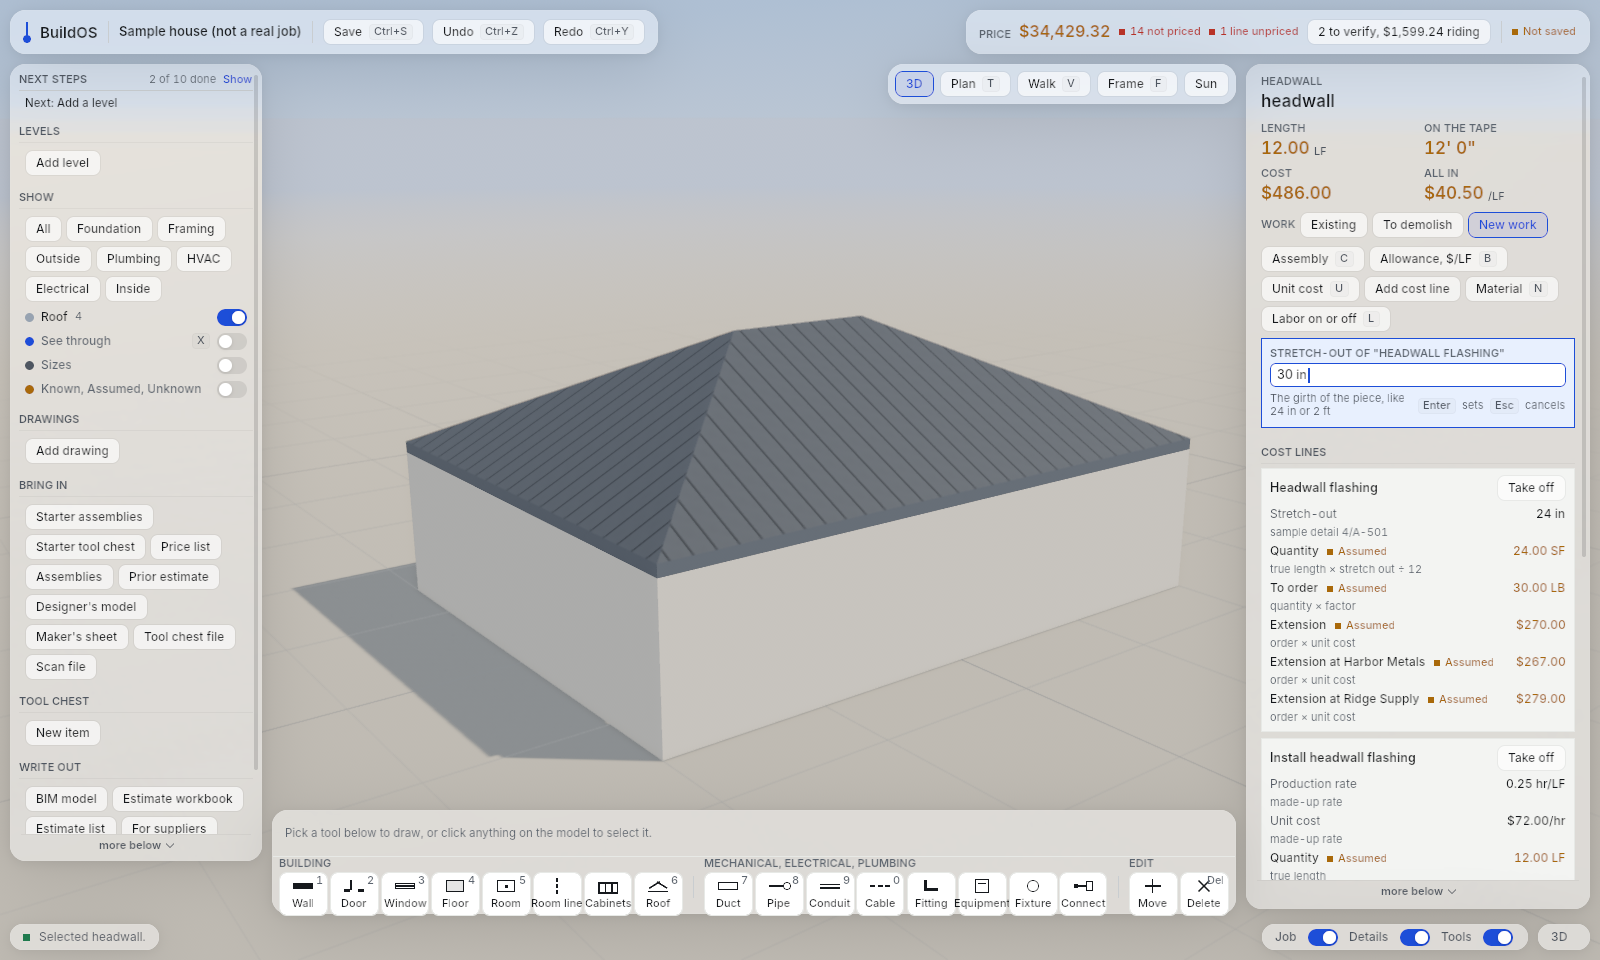 BuildOS
Sample house (not a real job)
Save Ctrl+S
Undo Ctrl+Z
Redo Ctrl+Y
PRICE $34,429.32
14 not priced
1 line unpriced
2 to verify, $1,599.24 riding
Not saved
NEXT STEPS 2 of 10 done Show
Next: Add a level
LEVELS
Add level
SHOW
All Foundation Framing
Outside Plumbing HVAC
Electrical Inside
Roof 4
See through X
Sizes
Known, Assumed, Unknown
DRAWINGS
Add drawing
BRING IN
Starter assemblies
Starter tool chest Price list
Assemblies Prior estimate
Designer's model
Maker's sheet Tool chest file
Scan file
TOOL CHEST
New item
WRITE OUT
BIM model Estimate workbook
Estimate list For suppliers
more below
3D Plan T Walk V Frame F Sun
HEADWALL
headwall
LENGTH ON THE TAPE
12.00 LF 12' 0"
COST ALL IN
$486.00 $40.50 /LF
WORK Existing To demolish New work
Assembly C Allowance, $/LF B
Unit cost U Add cost line Material N
Labor on or off L
STRETCH-OUT OF "HEADWALL FLASHING"
30 in
The girth of the piece, like
24 in or 2 ft
Enter sets Esc cancels
COST LINES
Headwall flashing Take off
Stretch-out 24 in
sample detail 4/A-501
Quantity Assumed 24.00 SF
true length × stretch out ÷ 12
To order Assumed 30.00 LB
quantity × factor
Extension Assumed $270.00
order × unit cost
Extension at Harbor Metals Assumed $267.00
order × unit cost
Extension at Ridge Supply Assumed $279.00
order × unit cost
Install headwall flashing Take off
Production rate 0.25 hr/LF
made-up rate
Unit cost $72.00/hr
made-up rate
Quantity Assumed 12.00 LF
true length
more below
Pick a tool below to draw, or click anything on the model to select it.
BUILDING
1 Wall
2 Door
3 Window
4 Floor
5 Room
Room line
Cabinets
6 Roof
MECHANICAL, ELECTRICAL, PLUMBING
7 Duct
8 Pipe
9 Conduit
0 Cable
Fitting
Equipment
Fixture
Connect
EDIT
Move
Del Delete
Selected headwall.
Job Details Tools 3D